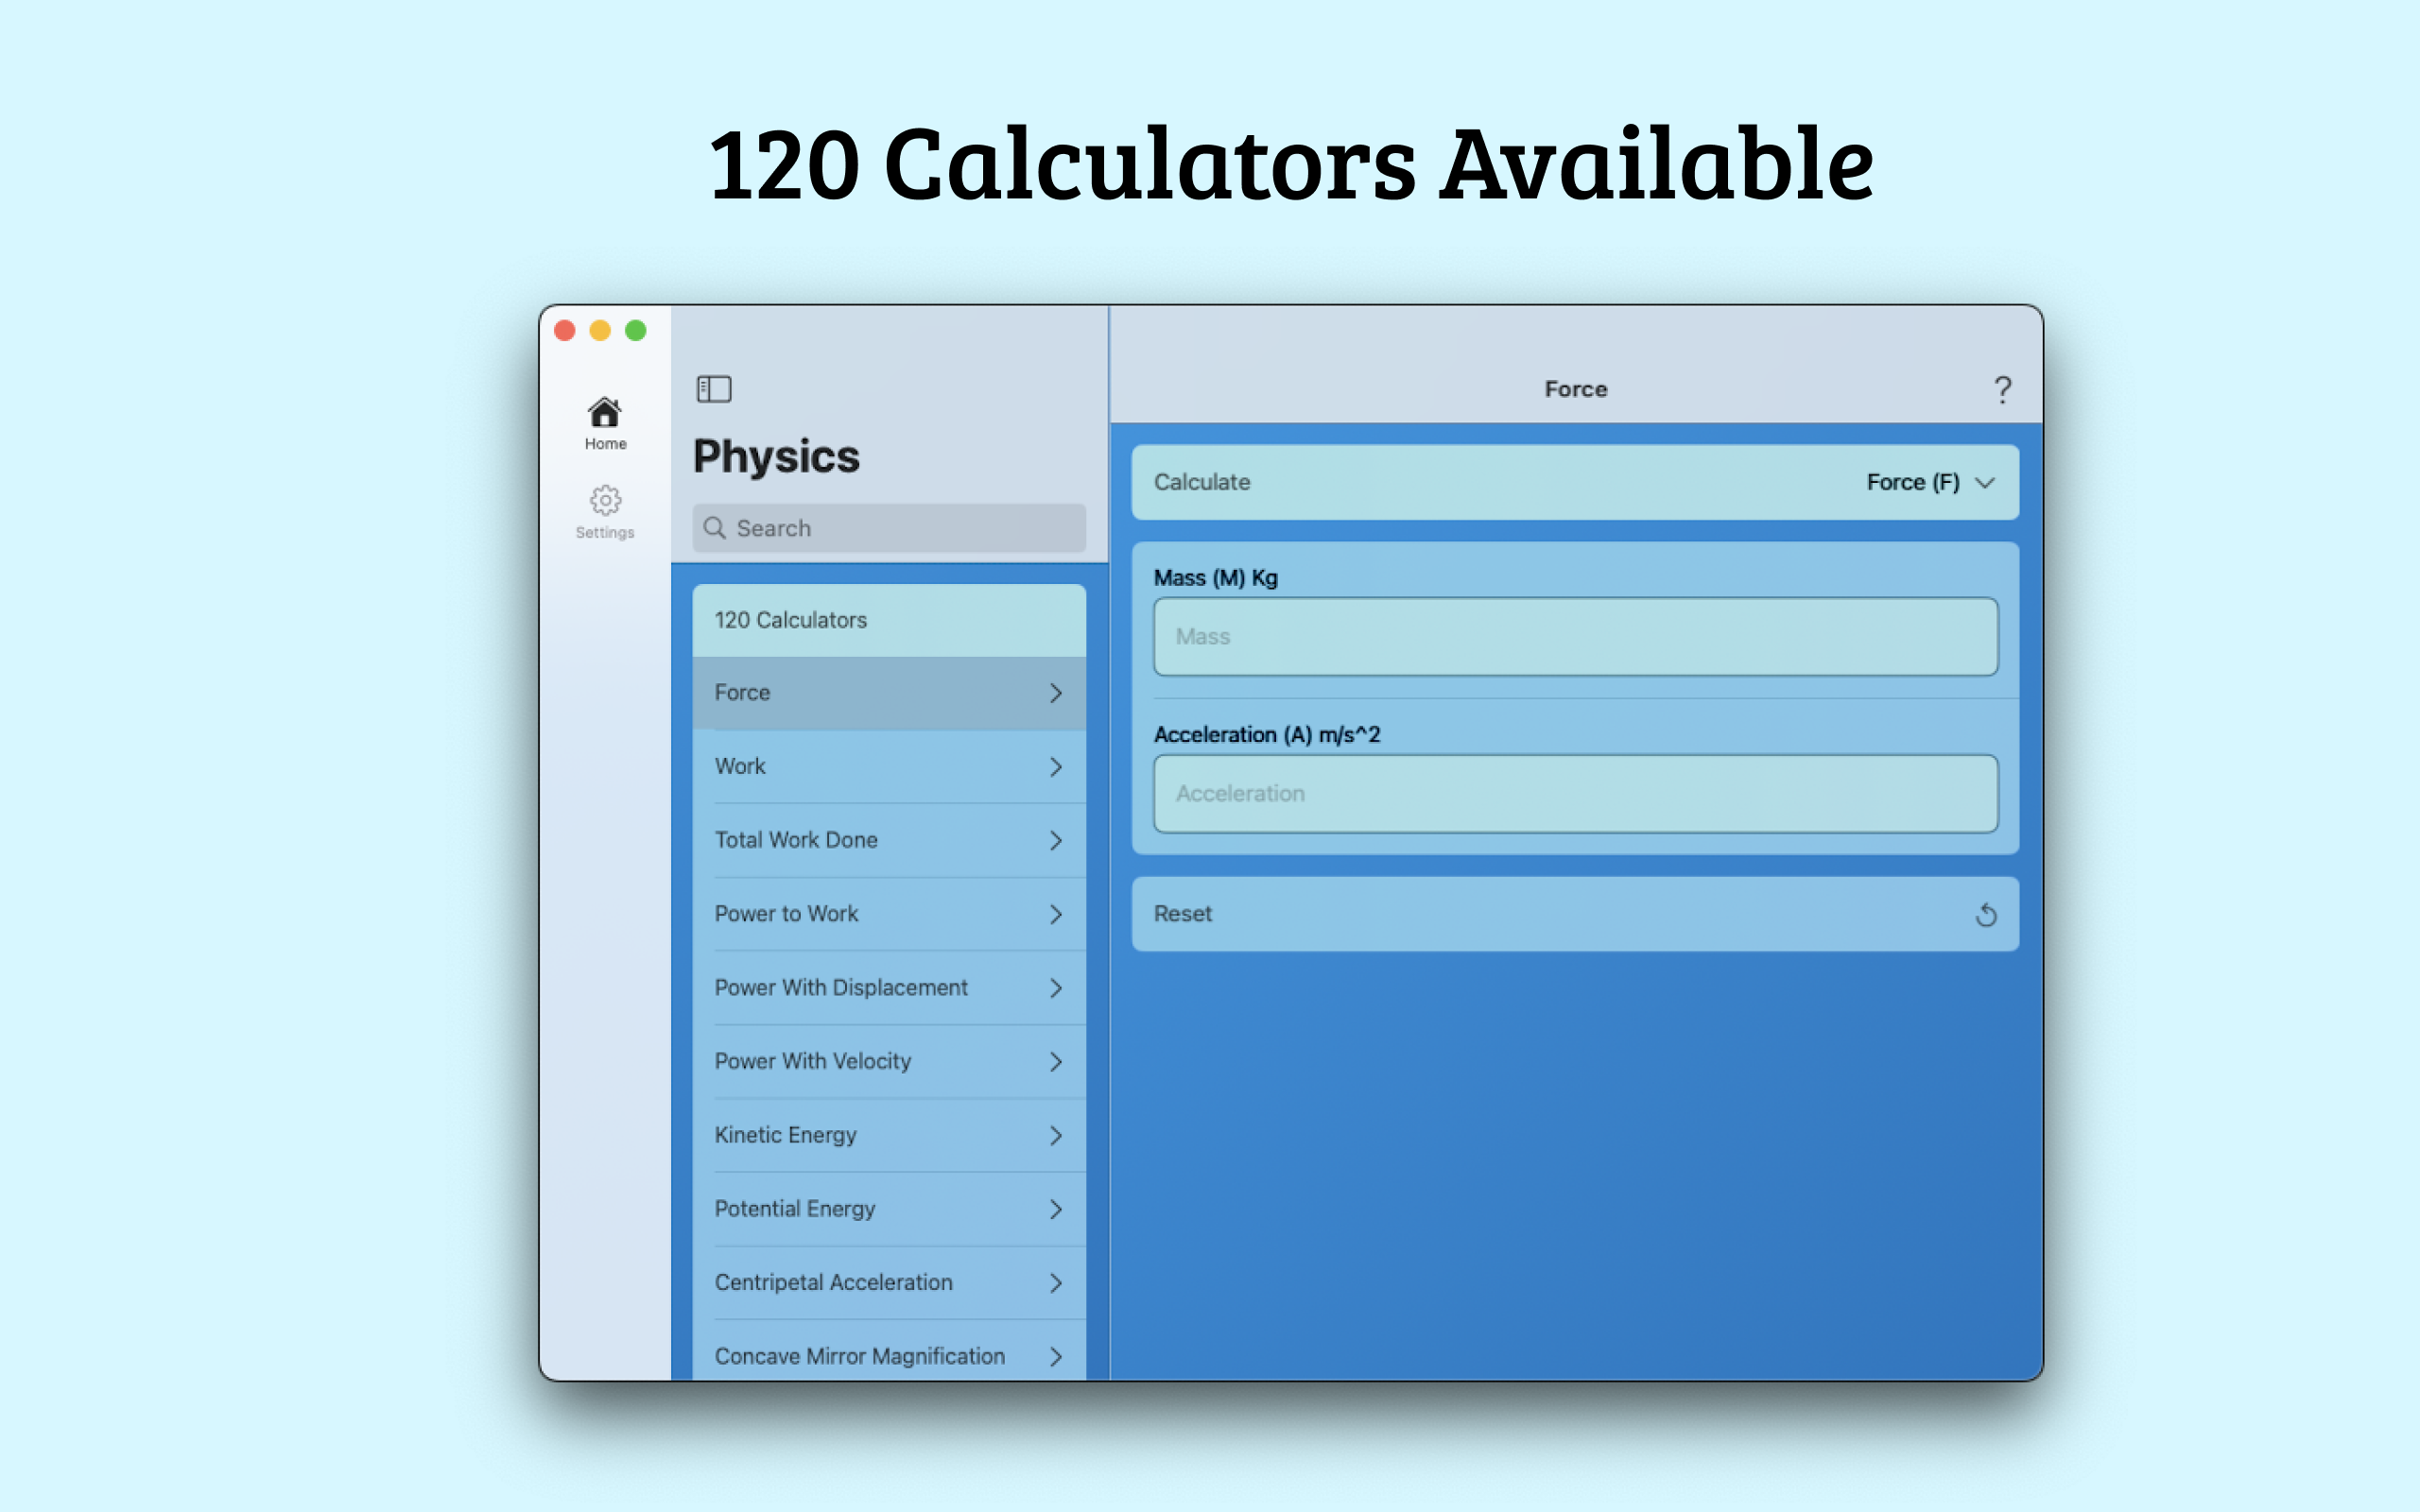 120 Calculators Available
Home
Settings
Physics
Search
120 Calculators
Force
Work
Total Work Done
Power to Work
Power With Displacement
Power With Velocity
Kinetic Energy
Potential Energy
Centripetal Acceleration
Concave Mirror Magnification
Force
?
Calculate
Force (F)
Mass (M) Kg
Mass
Acceleration (A) m/s^2
Acceleration
Reset